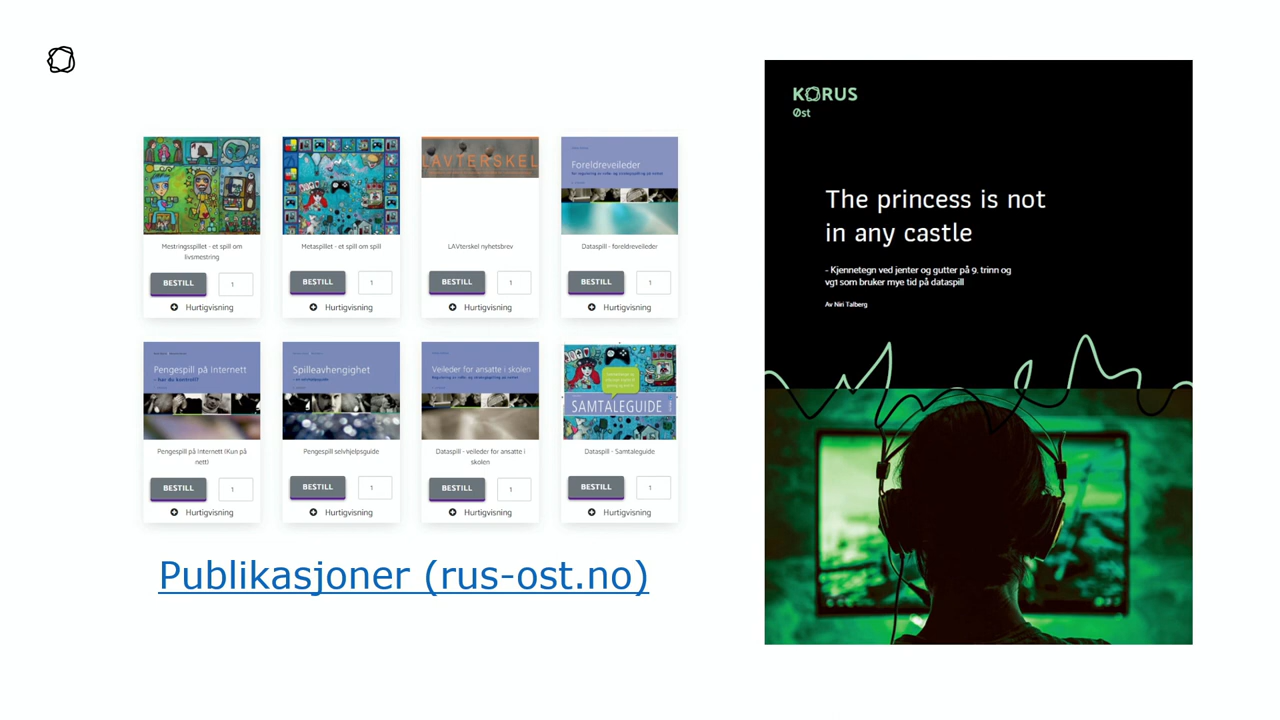 Mestringsspillet - et spill om
livsmestring
BESTILL 1
Hurtigvisning
Metaspillet - et spill om spill
BESTILL 1
Hurtigvisning
LAVTERSKEL
LAVterskel nyhetsbrev
BESTILL 1
Hurtigvisning
Foreldreveileder
Dataspill - foreldreveileder
BESTILL 1
Hurtigvisning
Pengespill på Internett
- har du kontroll?
Pengespill på Internett (Kun på
nett)
BESTILL 1
Hurtigvisning
Spilleavhengighet
Pengespill selvhjelpsguide
BESTILL 1
Hurtigvisning
Veileder for ansatte i skolen
Dataspill - veileder for ansatte i
skolen
BESTILL 1
Hurtigvisning
SAMTALEGUIDE
Dataspill - Samtaleguide
BESTILL 1
Hurtigvisning
Publikasjoner (rus-ost.no)
KORUS
Øst
The princess is not
in any castle
- Kjennetegn ved jenter og gutter på 9. trinn og
vg1 som bruker mye tid på dataspill
Av Niri Talberg